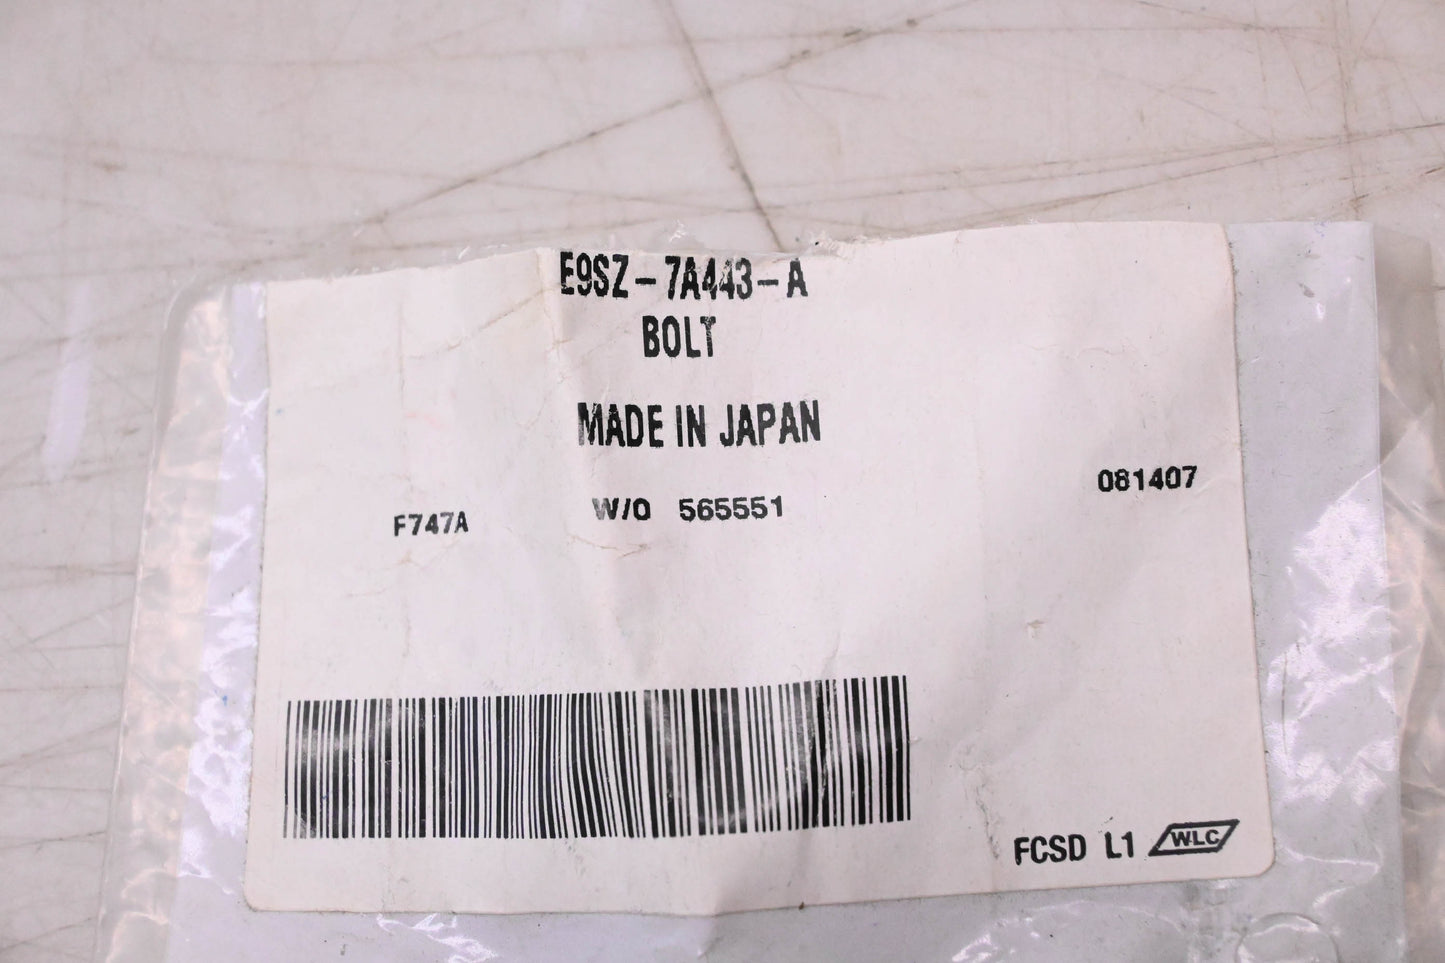 E9SZ-7A443-A
BOLT
MADE IN JAPAN
081407
F747A W/O 565551
FCSD L1 WLC